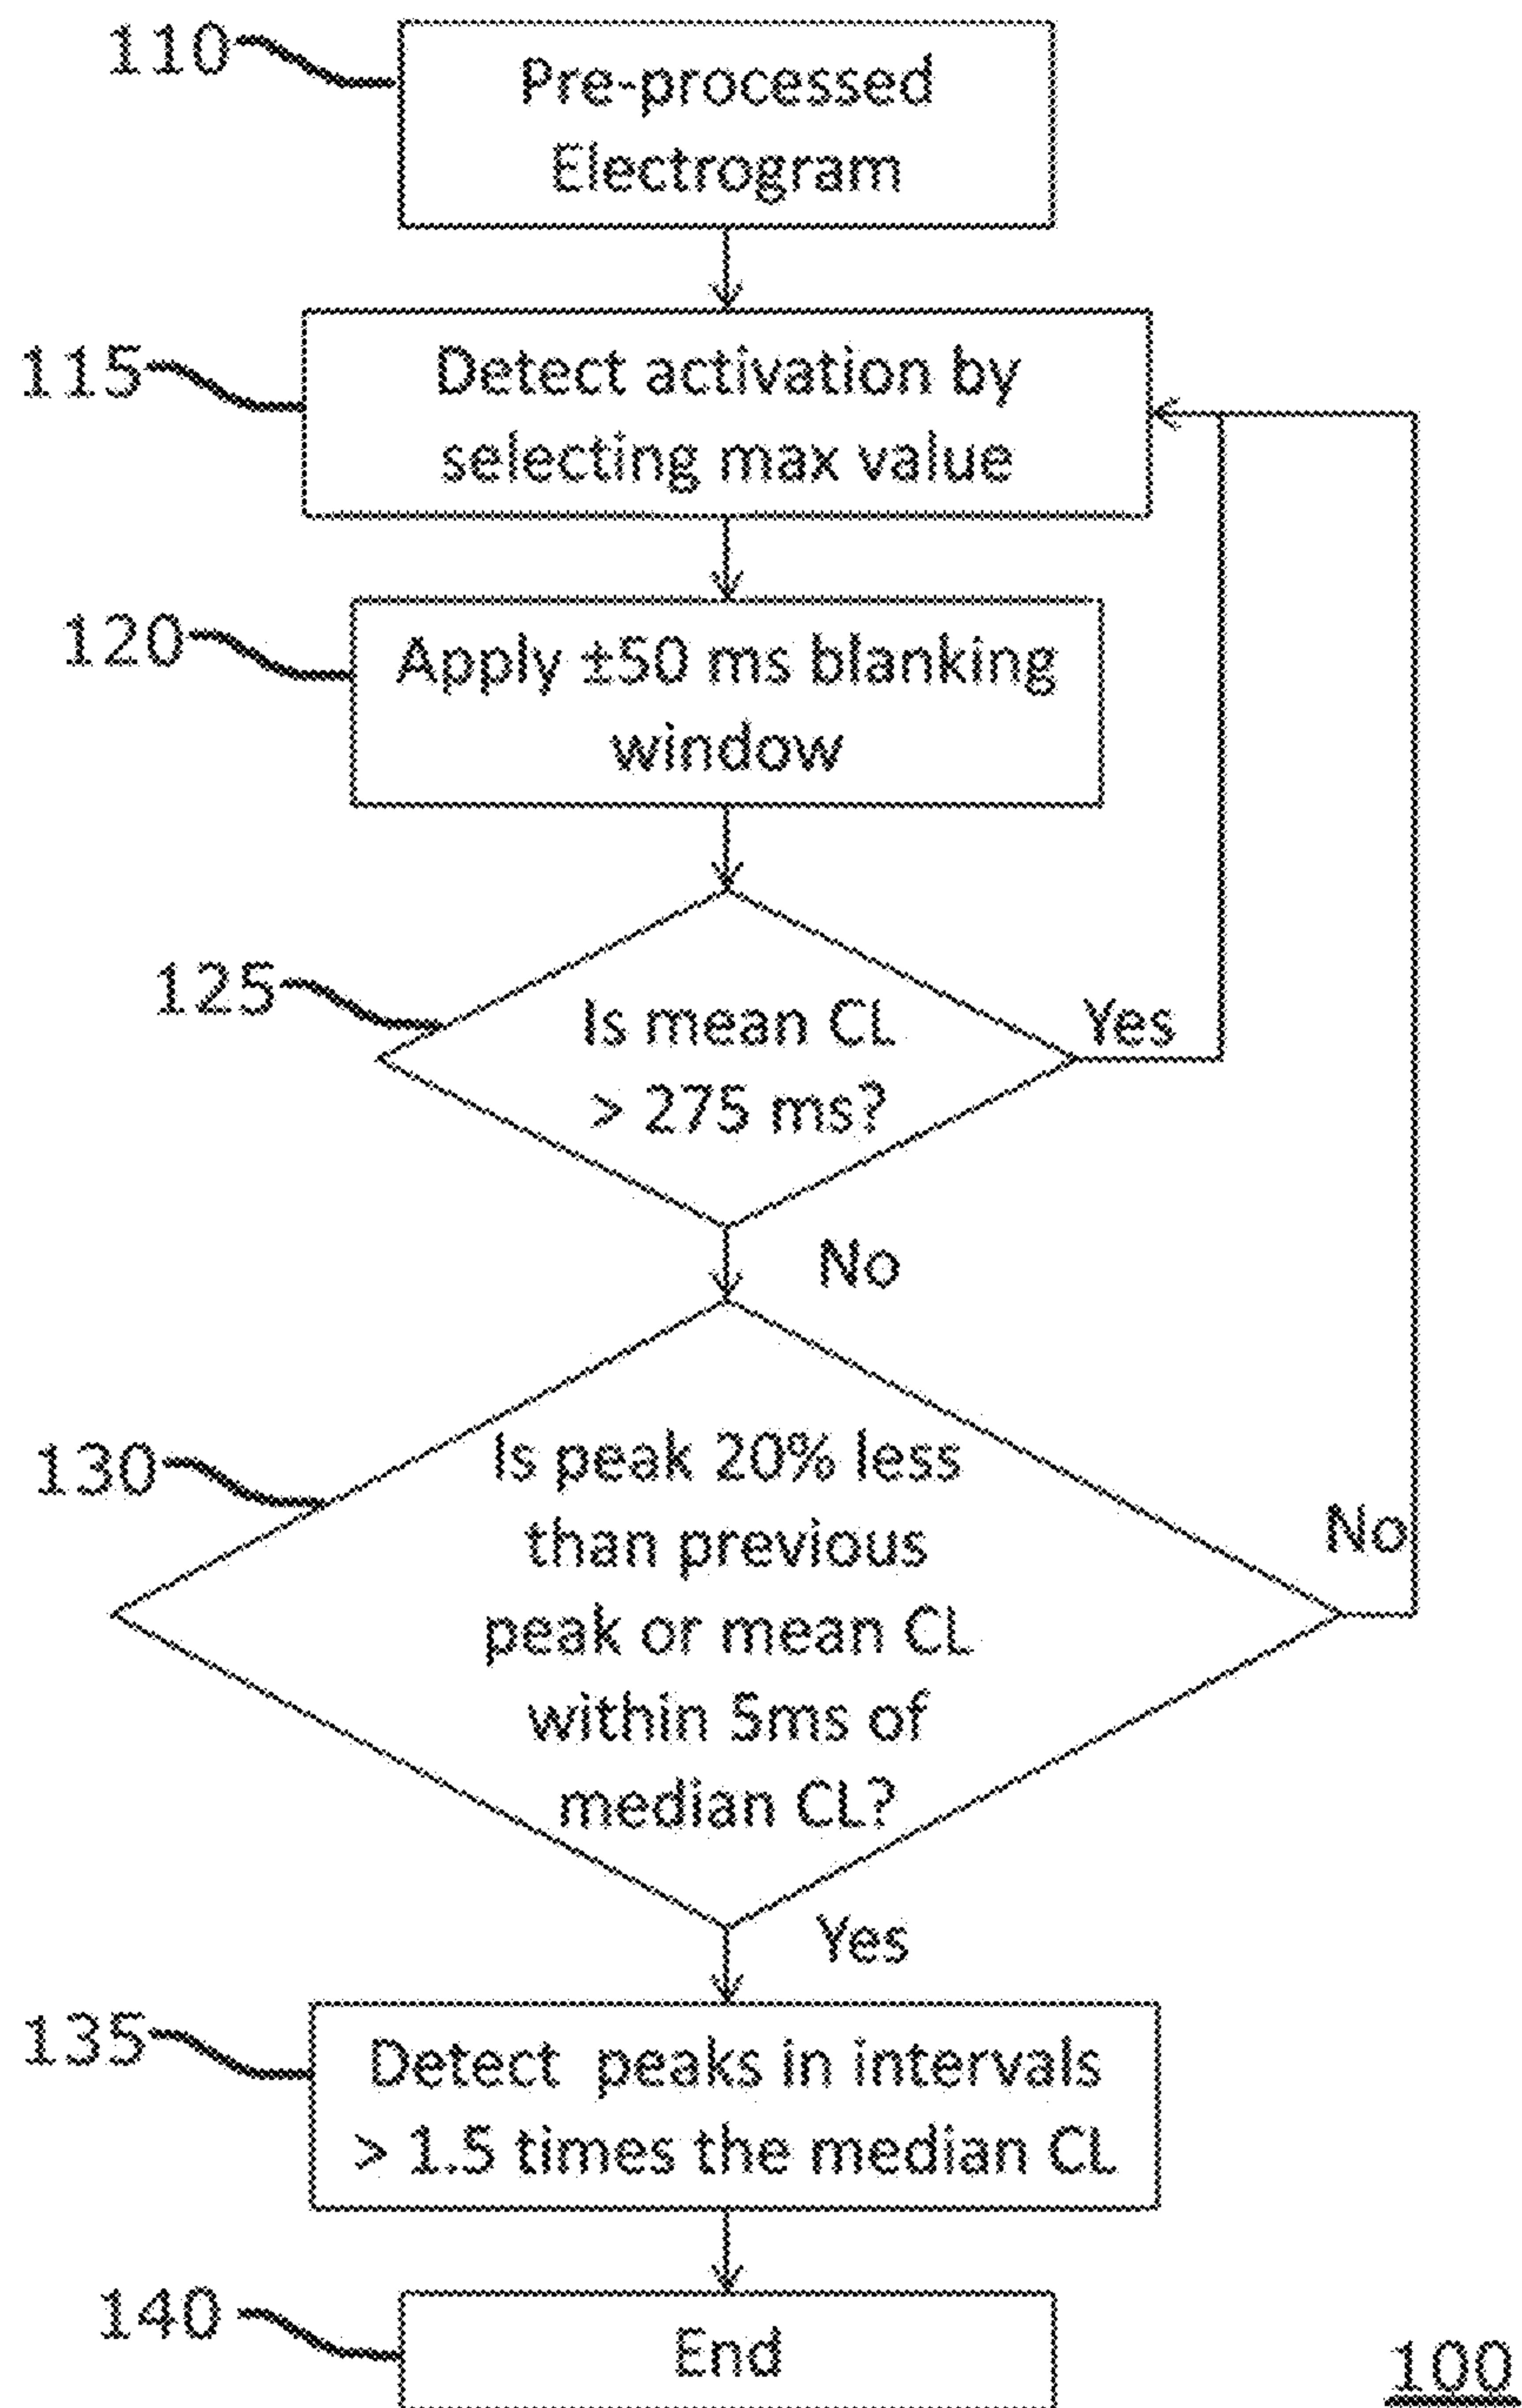 110
Pre-processed
Electrogram
115
Detect activation by
selecting max value
120
Apply ±50 ms blanking
window
125
Is mean CL
> 275 ms?
Yes
No
130
Is peak 20% less
than previous
peak or mean CL
within 5ms of
median CL?
No
Yes
135
Detect peaks in intervals
> 1.5 times the median CL
140
End
100